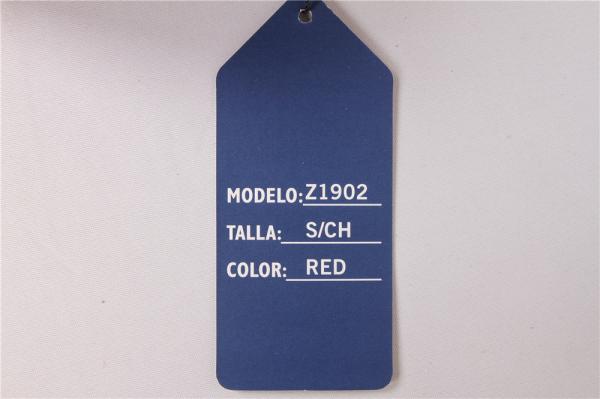 MODELO: Z1902
TALLA: S/CH
COLOR: RED